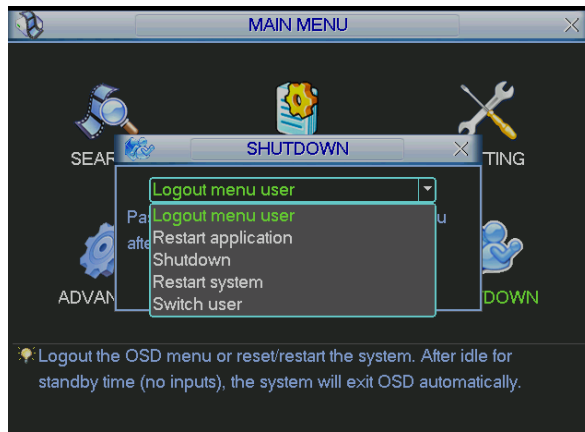 MAIN MENU
SHUTDOWN
SEAR
TING
Logout menu user
Pa
u
Logout menu user
afte
Restart application
Shutdown
Restart system
Switch user
ADVAN
DOWN
Logout the OSD menu or reset/restart the system. After idle for
standby time (no inputs), the system will exit OSD automatically.